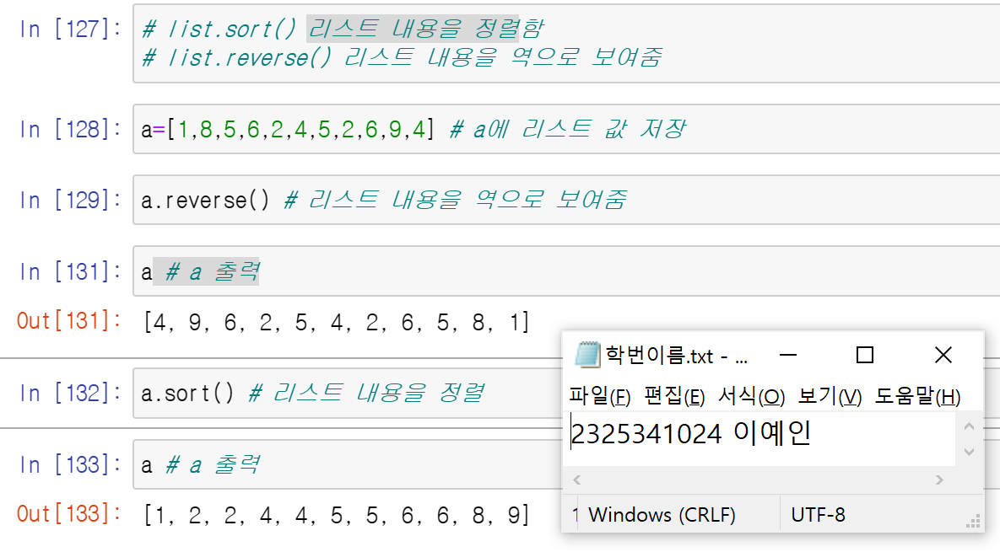 In [127]: # list.sort() 리스트 내용을 정렬함
# list.reverse() 리스트 내용을 역으로 보여줌
In [128]: a=[1,8,5,6,2,4,5,2,6,9,4] # a에 리스트 값 저장
In [129]: a.reverse() # 리스트 내용을 역으로 보여줌
In [131]: a # a 출력
Out[131]: [4, 9, 6, 2, 5, 4, 2, 6, 5, 8, 1]
In [132]: a.sort() # 리스트 내용을 정렬
In [133]: a # a 출력
Out[133]: [1, 2, 2, 4, 4, 5, 5, 6, 6, 8, 9]
학번이름.txt - ...
파일(F) 편집(E) 서식(O) 보기(V) 도움말(H)
2325341024 이예인
1 Windows (CRLF) UTF-8